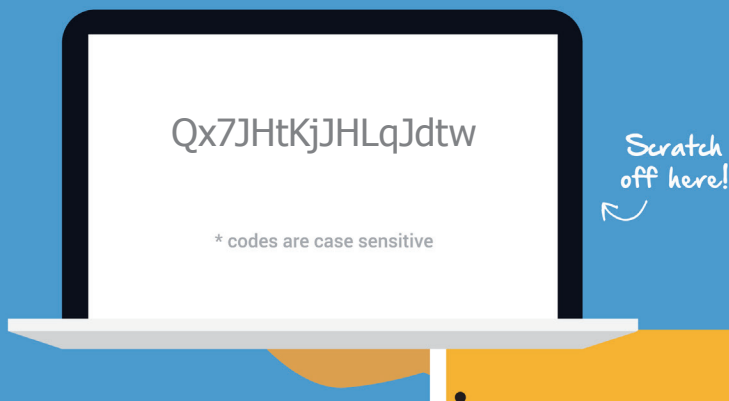 Qx7JHtKjJHLqJdtw
Scratch
off here!
* codes are case sensitive